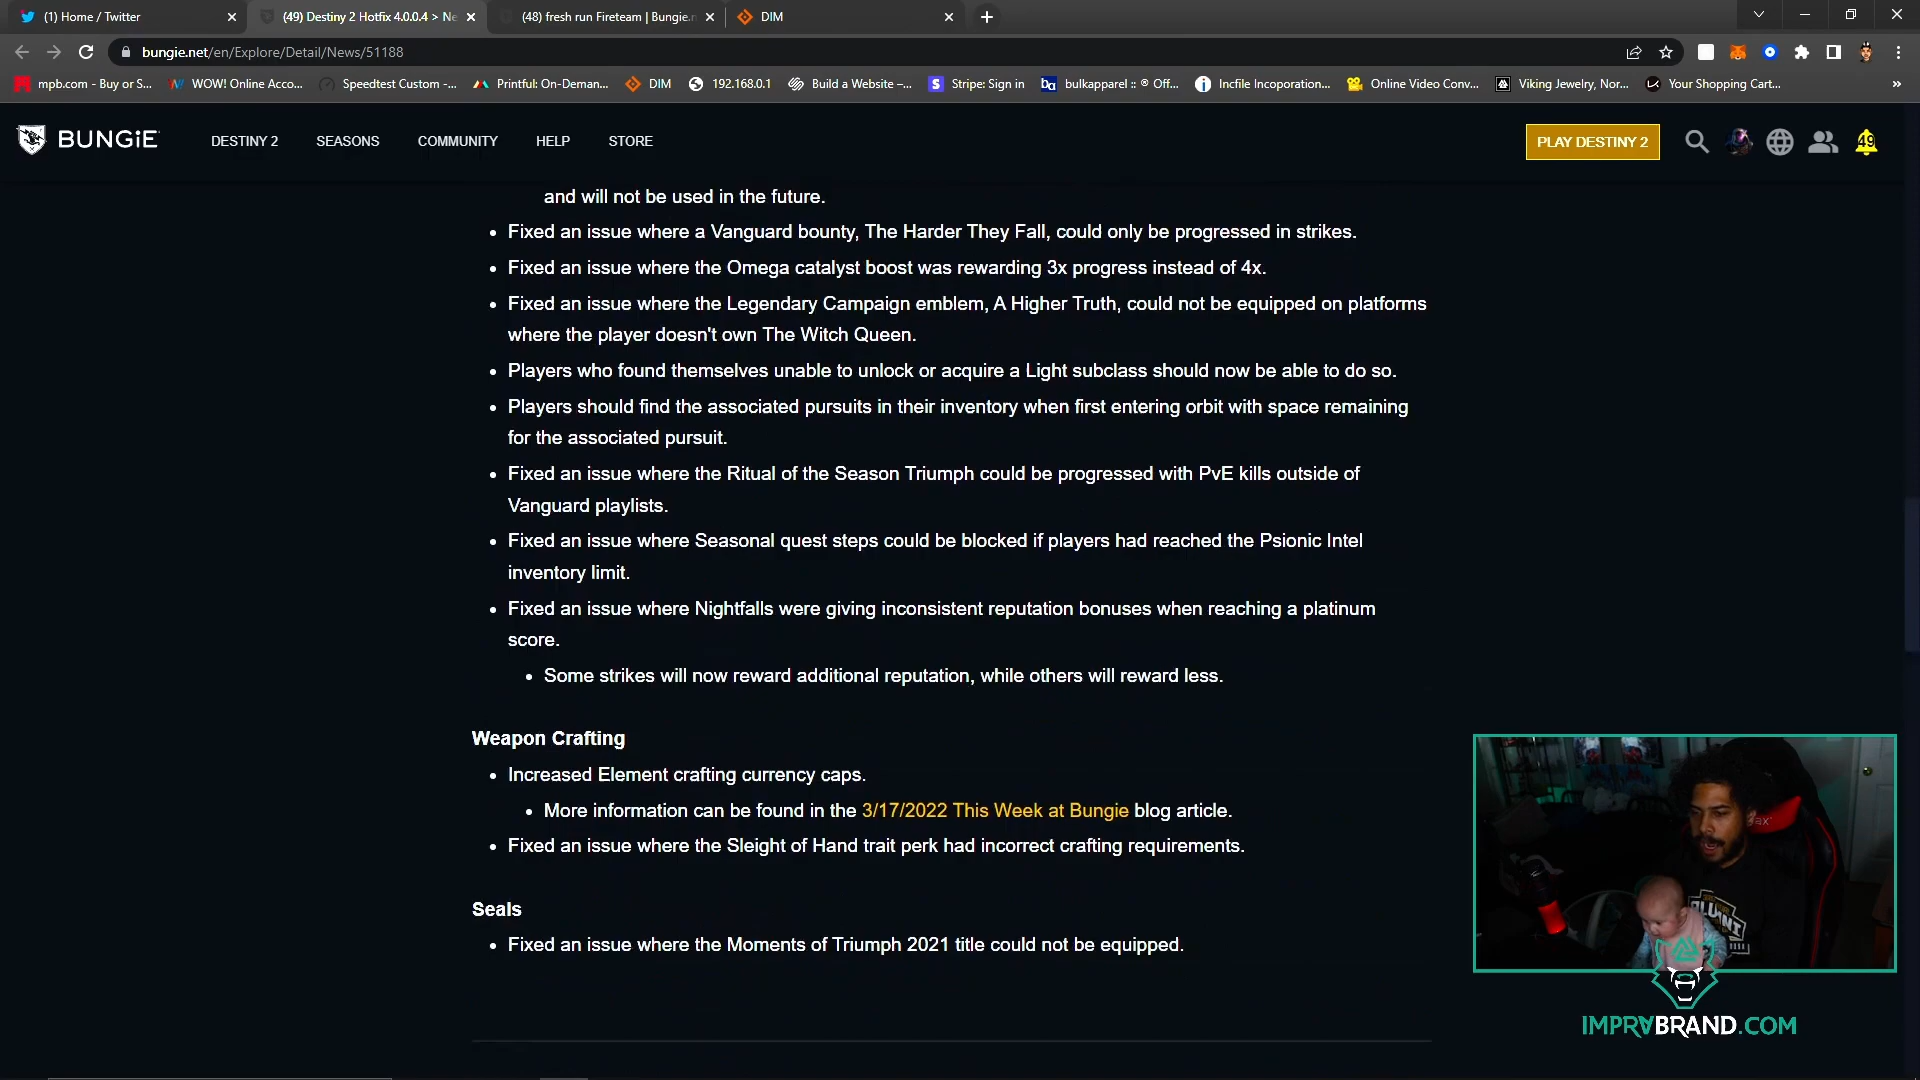 (1) Home / Twitter
(49) Destiny 2 Hotfix 4.0.0.4 > Ne
(48) fresh run Fireteam | Bungie.n
DIM
bungie.net/en/Explore/Detail/News/51188
mpb.com - Buy or S...
WOW! Online Acco...
Speedtest Custom -...
Printful: On-Deman...
DIM
192.168.0.1
Build a Website –...
Stripe: Sign in
bulkapparel :: ® Off...
Incfile Incoporation...
Online Video Conv...
Viking Jewelry, Nor...
Your Shopping Cart...
»
BUNGiE
DESTINY 2
SEASONS
COMMUNITY
HELP
STORE
PLAY DESTINY 2
49
and will not be used in the future.
• Fixed an issue where a Vanguard bounty, The Harder They Fall, could only be progressed in strikes.
• Fixed an issue where the Omega catalyst boost was rewarding 3x progress instead of 4x.
• Fixed an issue where the Legendary Campaign emblem, A Higher Truth, could not be equipped on platforms
where the player doesn't own The Witch Queen.
• Players who found themselves unable to unlock or acquire a Light subclass should now be able to do so.
• Players should find the associated pursuits in their inventory when first entering orbit with space remaining
for the associated pursuit.
• Fixed an issue where the Ritual of the Season Triumph could be progressed with PvE kills outside of
Vanguard playlists.
• Fixed an issue where Seasonal quest steps could be blocked if players had reached the Psionic Intel
inventory limit.
• Fixed an issue where Nightfalls were giving inconsistent reputation bonuses when reaching a platinum
score.
• Some strikes will now reward additional reputation, while others will reward less.
Weapon Crafting
• Increased Element crafting currency caps.
• More information can be found in the 3/17/2022 This Week at Bungie blog article.
• Fixed an issue where the Sleight of Hand trait perk had incorrect crafting requirements.
Seals
• Fixed an issue where the Moments of Triumph 2021 title could not be equipped.
IMPRVBRAND.COM